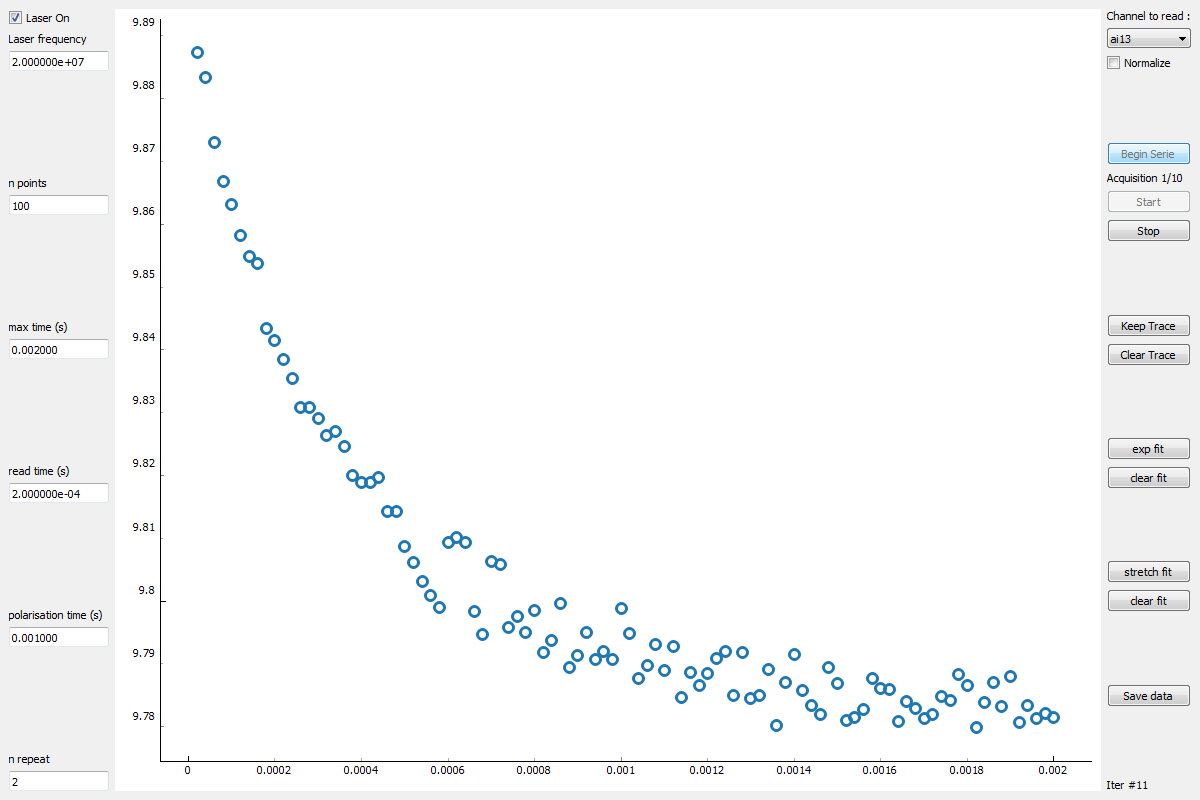 Laser On
Laser frequency
2.000000e+07
n points
100
max time (s)
0.002000
read time (s)
2.000000e-04
polarisation time (s)
0.001000
n repeat
2
9.89
9.88
9.87
9.86
9.85
9.84
9.83
9.82
9.81
9.8
9.79
9.78
0 0.0002 0.0004 0.0006 0.0008 0.001 0.0012 0.0014 0.0016 0.0018 0.002
Channel to read :
ai13
Normalize
Begin Serie
Acquisition 1/10
Start
Stop
Keep Trace
Clear Trace
exp fit
clear fit
stretch fit
clear fit
Save data
Iter #11